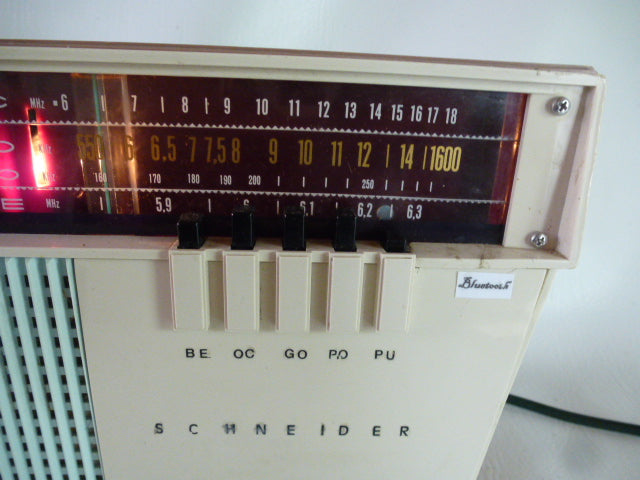 C MHz 6 7 8 9 10 11 12 13 14 15 16 17 18
550 6 6.5 7 7,5 8 9 10 11 12 14 1600
160 170 180 190 200 250
E 5.9 6 6,1 6,2 6,3
BE OC GO PO PU
Bluetooth
SCHNEIDER